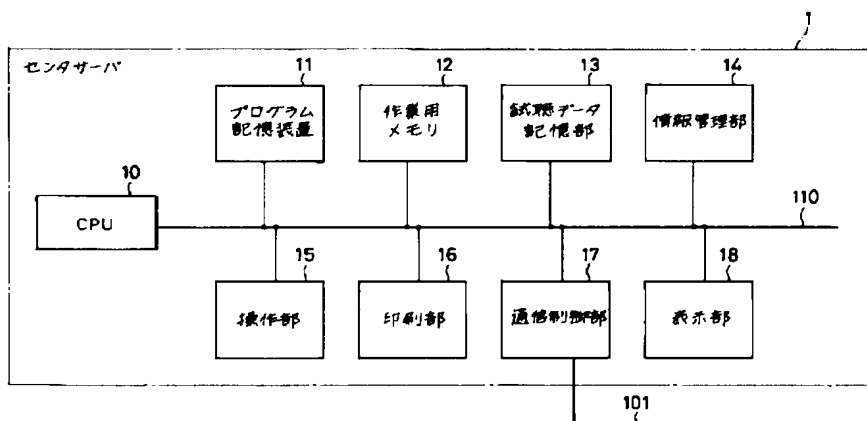 1
センタサーバ
11
12
13
14
プログラム
記憶装置
作業用
メモリ
試聴データ
記憶部
情報管理部
10
CPU
110
15
16
17
18
操作部
印刷部
通信制御部
表示部
101